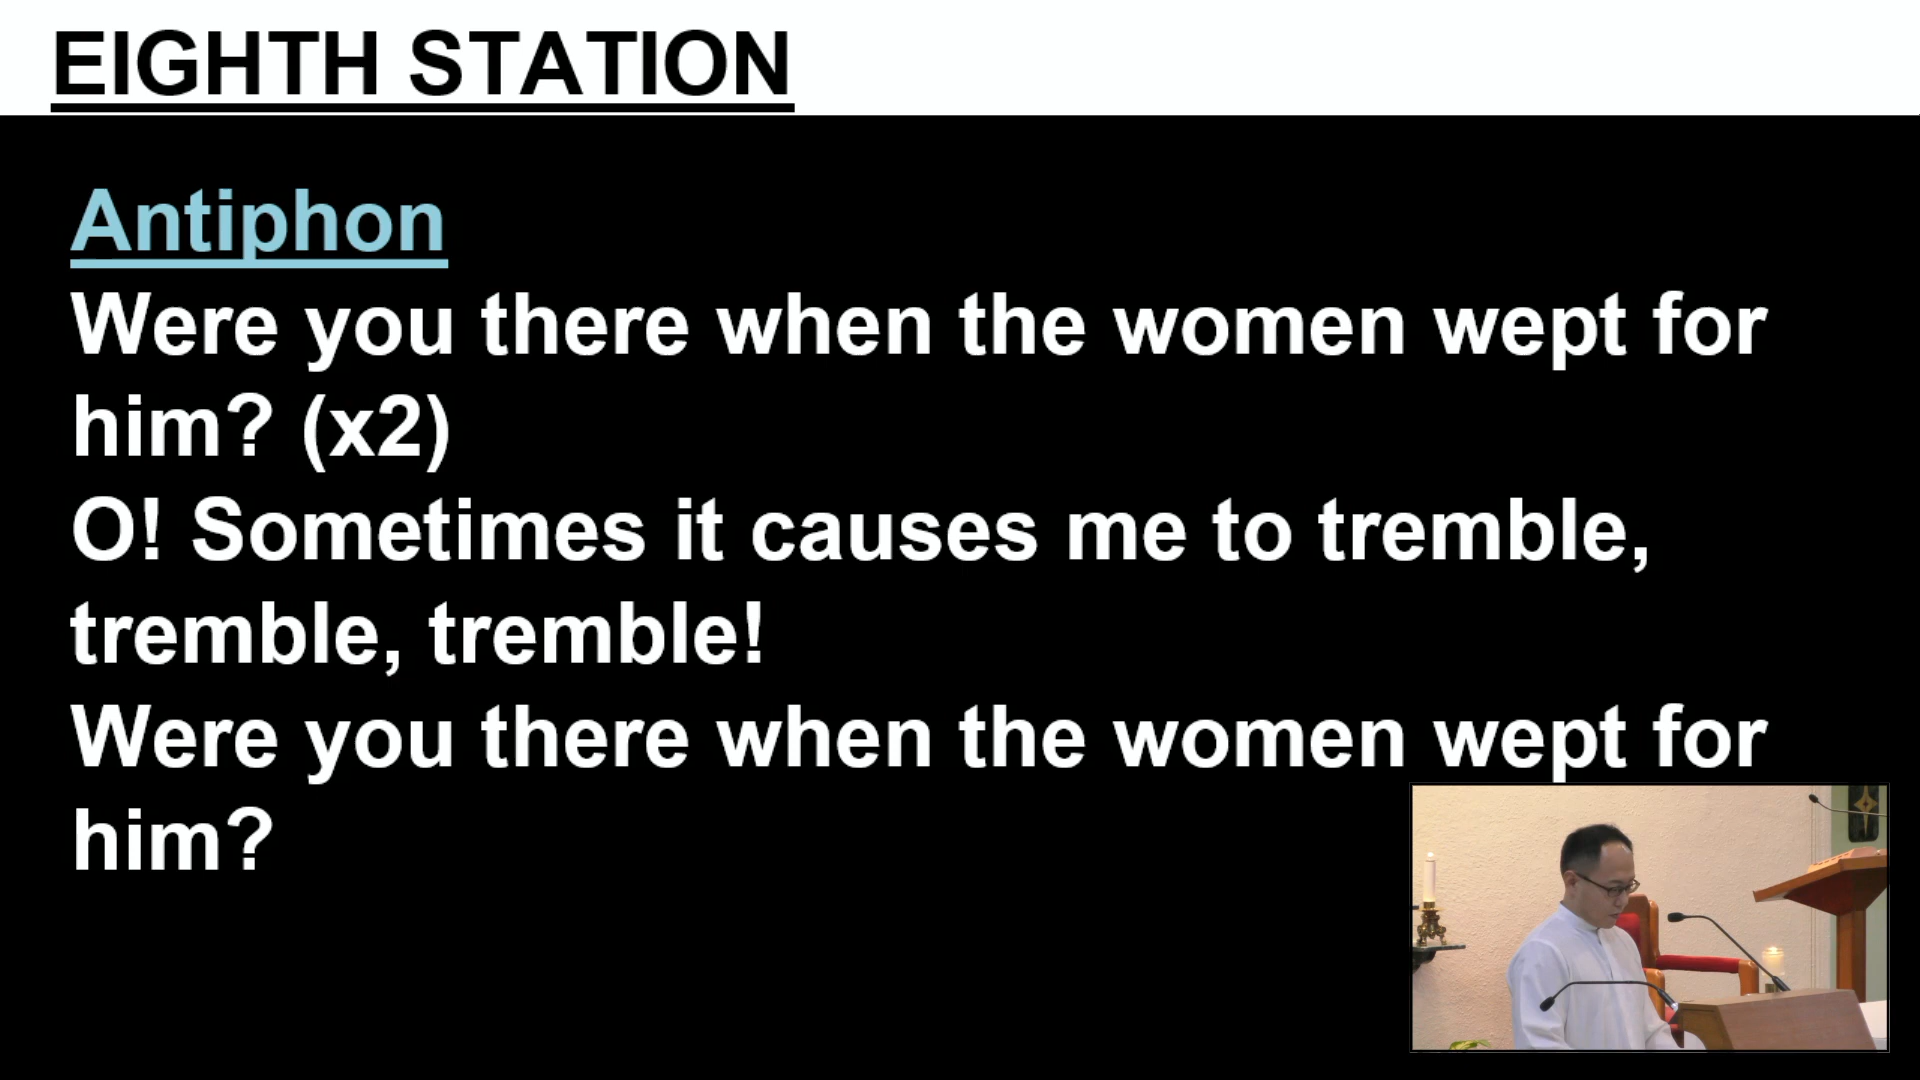 EIGHTH STATION
Antiphon
Were you there when the women wept for
him? (x2)
O! Sometimes it causes me to tremble,
tremble, tremble!
Were you there when the women wept for
him?